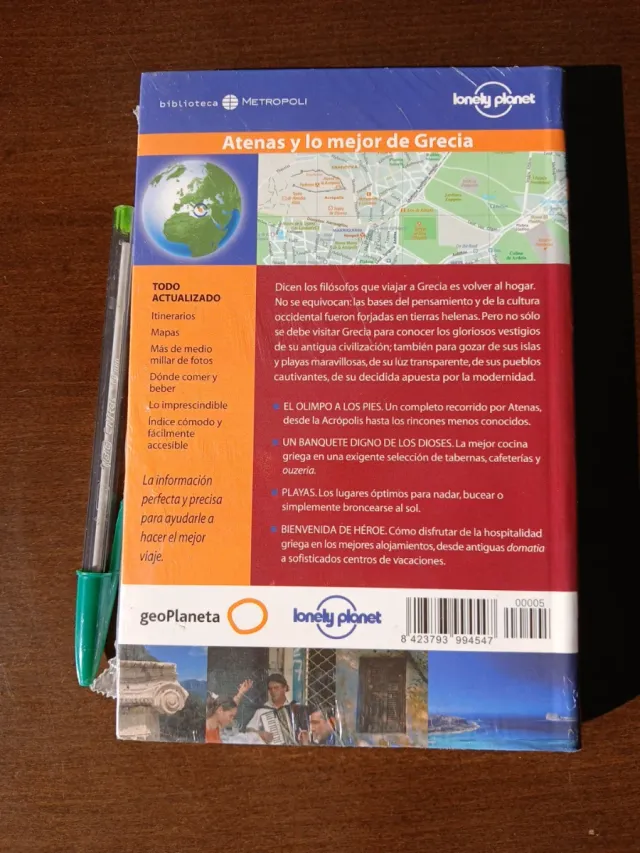 biblioteca METROPOLI
lonely planet
Atenas y lo mejor de Grecia
TODO
ACTUALIZADO
Itinerarios
Mapas
Más de medio
millar de fotos
Dónde comer y
beber
Lo imprescindible
Índice cómodo y
fácilmente
accesible
La información
perfecta y precisa
para ayudarle a
hacer el mejor
viaje.
Dicen los filósofos que viajar a Grecia es volver al hogar.
No se equivocan: las bases del pensamiento y de la cultura
occidental fueron forjadas en tierras helenas. Pero no sólo
se debe visitar Grecia para conocer los gloriosos vestigios
de su antigua civilización; también para gozar de sus islas
y playas maravillosas, de su luz transparente, de sus pueblos
cautivantes, de su decidida apuesta por la modernidad.
EL OLIMPO A LOS PIES. Un completo recorrido por Atenas,
desde la Acrópolis hasta los rincones menos conocidos.
UN BANQUETE DIGNO DE LOS DIOSES. La mejor cocina
griega en una exigente selección de tabernas, cafeterías y
ouzeria.
PLAYAS. Los lugares óptimos para nadar, bucear o
simplemente broncearse al sol.
BIENVENIDA DE HÉROE. Cómo disfrutar de la hospitalidad
griega en los mejores alojamientos, desde antiguas domatia
a sofisticados centros de vacaciones.
geoPlaneta
lonely planet
00005
8 423793 994547